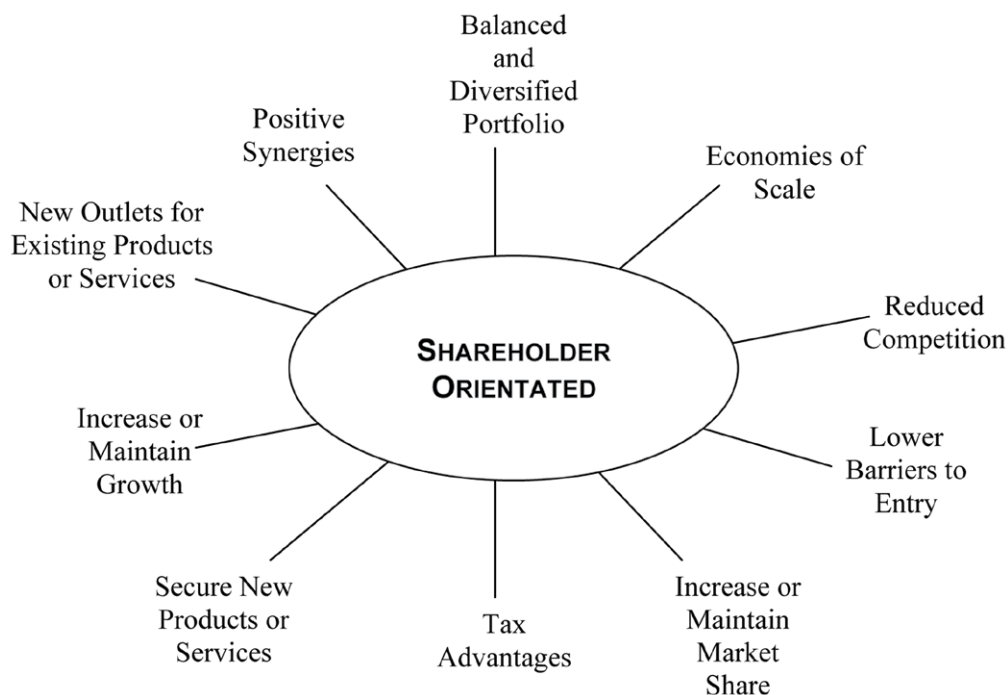 Balanced
and
Diversified
Portfolio
Positive
Synergies
Economies of
Scale
New Outlets for
Existing Products
or Services
Reduced
Competition
SHAREHOLDER
ORIENTATED
Increase or
Maintain
Growth
Lower
Barriers to
Entry
Secure New
Products or
Services
Tax
Advantages
Increase or
Maintain
Market
Share